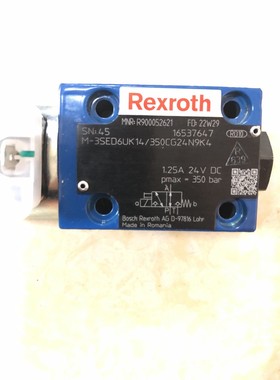 Rexroth
MNR: R900052621 FD: 22W29
SN: 45 16537647
M-3SED6UK14/350CG24N9K4
1.25A 24V DC
pmax = 350 bar
A
a b
P T
Bosch Rexroth AG D-97816 Lohr
Made in Romania